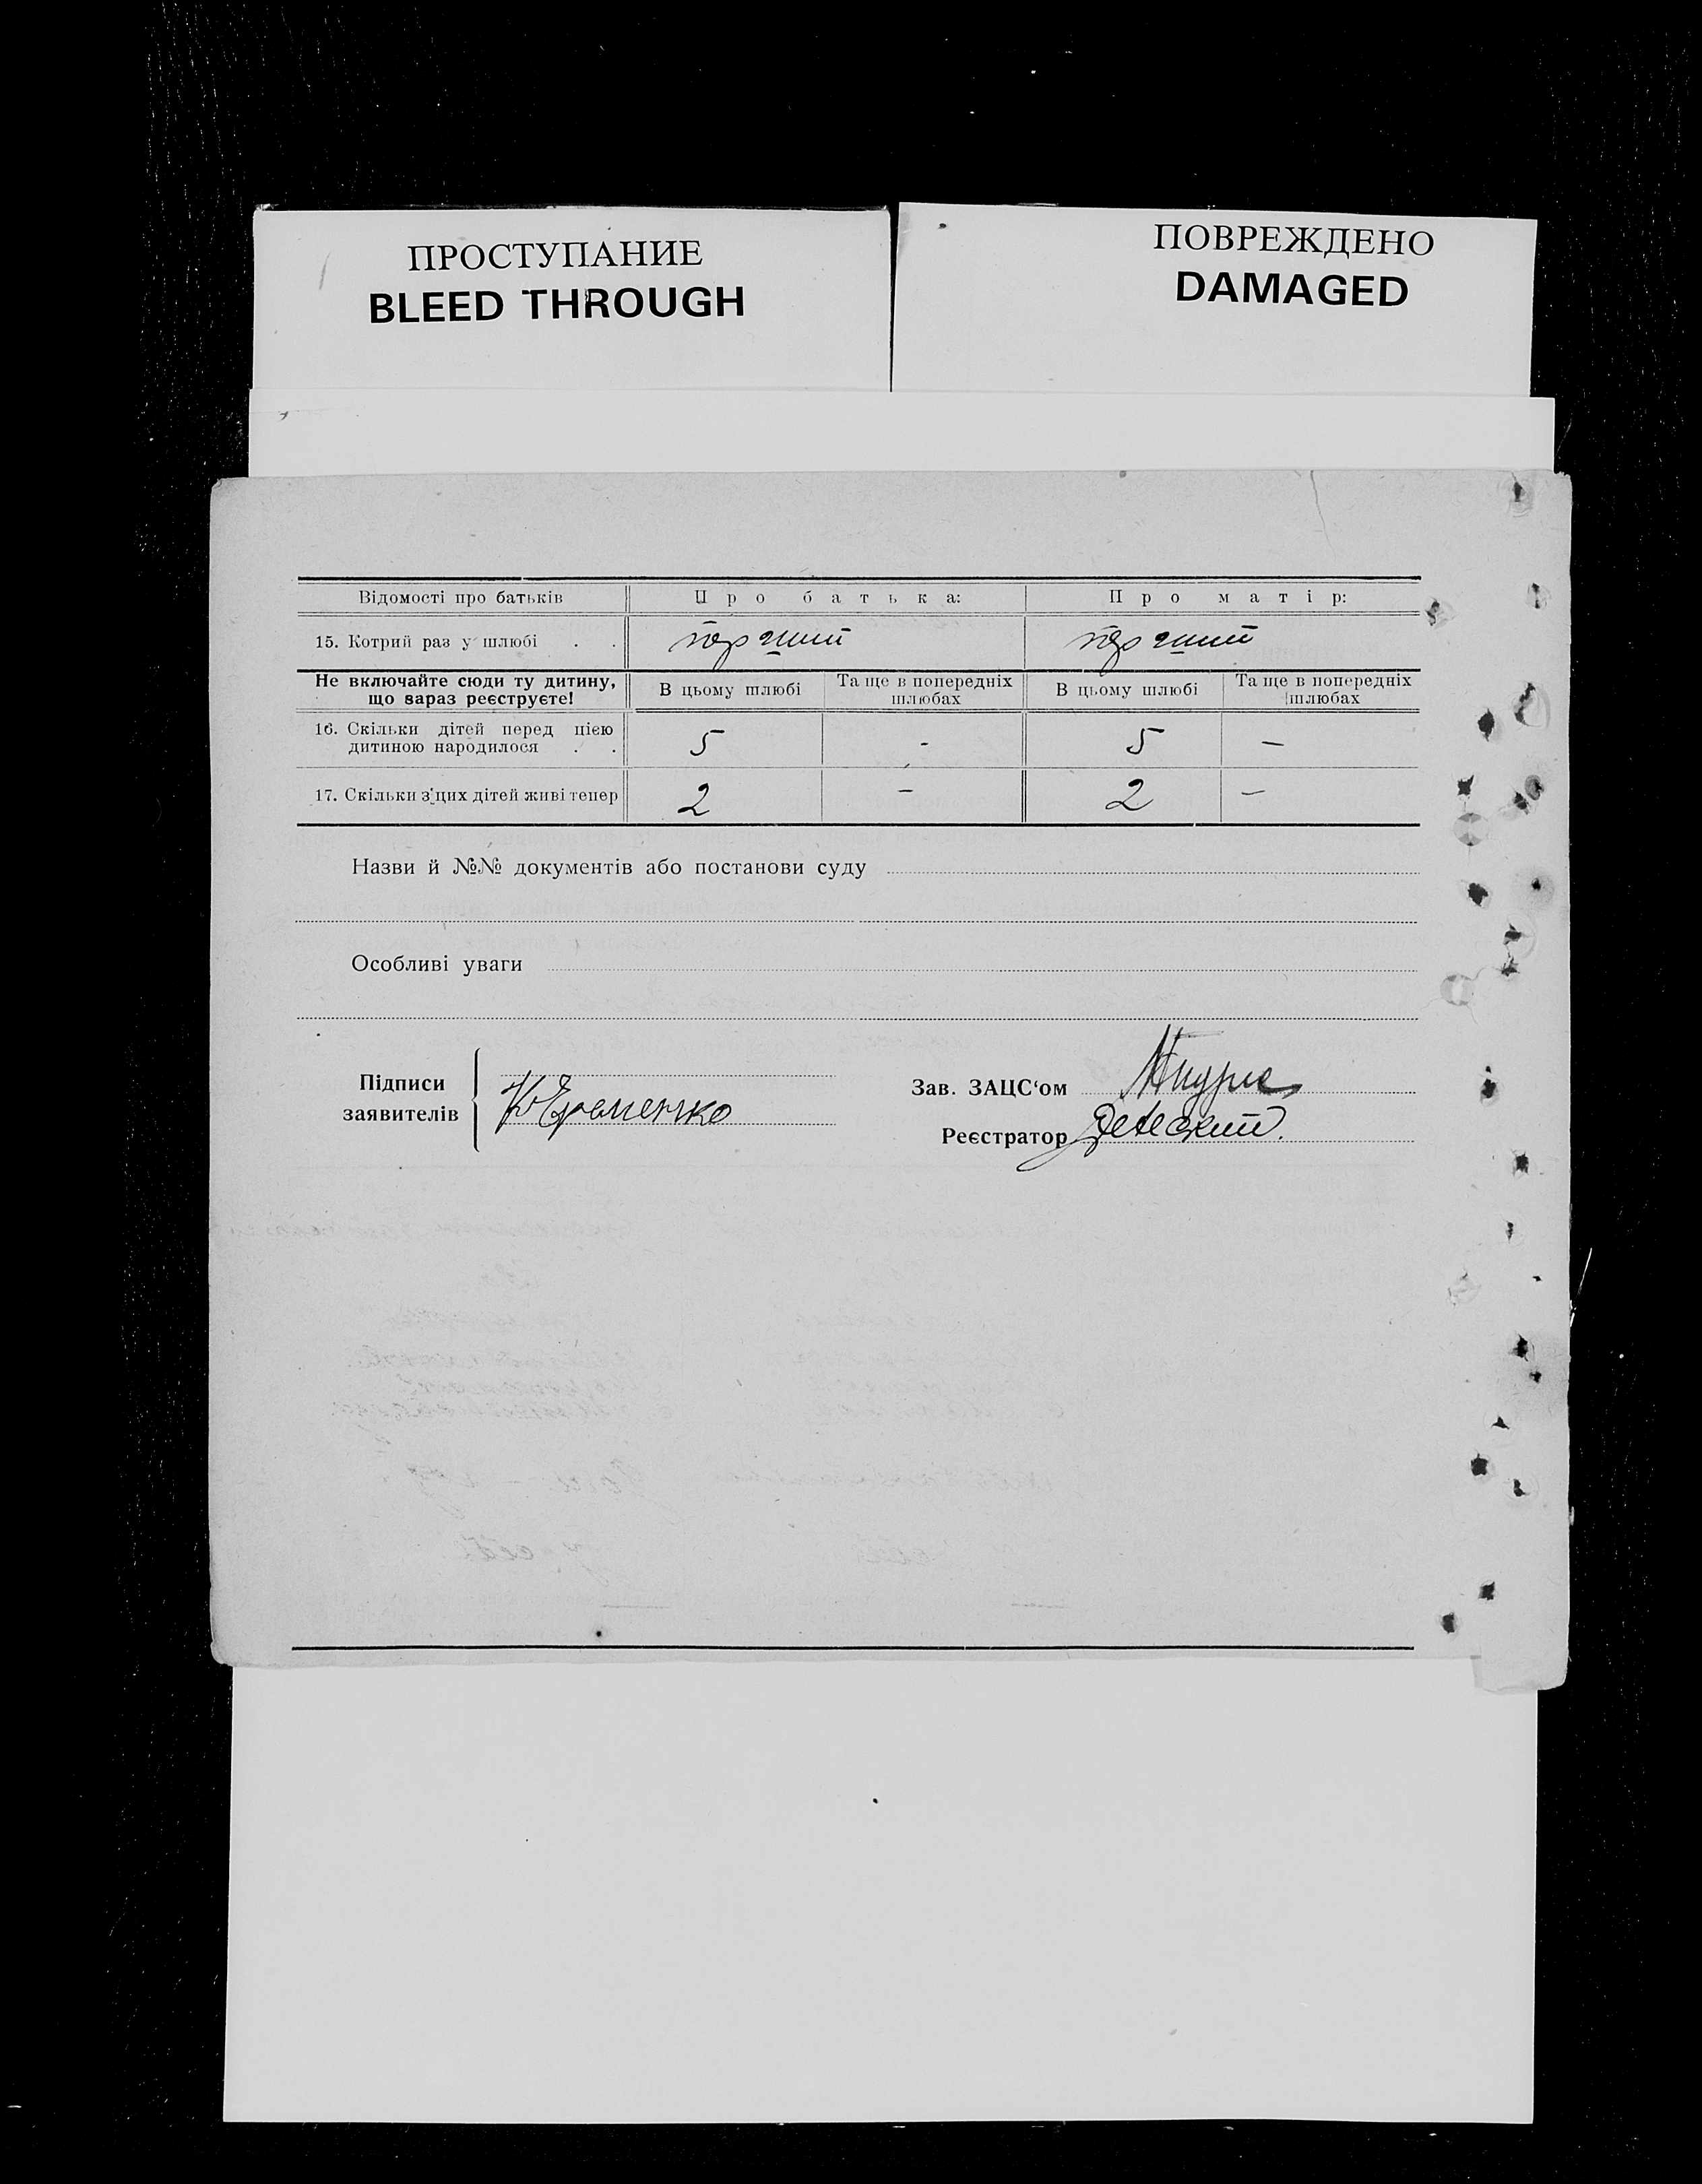 ПРОСТУПАНИЕ
BLEED THROUGH
ПОВРЕЖДЕНО
DAMAGED
Відомості про батьків Про батька: Про матір:
15. Котрий раз у шлюбі . . перший перший
Не включайте сюди ту дитину, що зараз реєструєте! В цьому шлюбі Та ще в попередніх шлюбах В цьому шлюбі Та ще в попередніх шлюбах
16. Скільки дітей перед цією
дитиною народилося . . 5 - 5 —
17. Скільки з цих дітей живі тепер 2 — 2 —
Назви й №№ документів або постанови суду
Особливі уваги
Підписи
заявителів
Єременко
Зав. ЗАЦС‘ом
Реєстратор